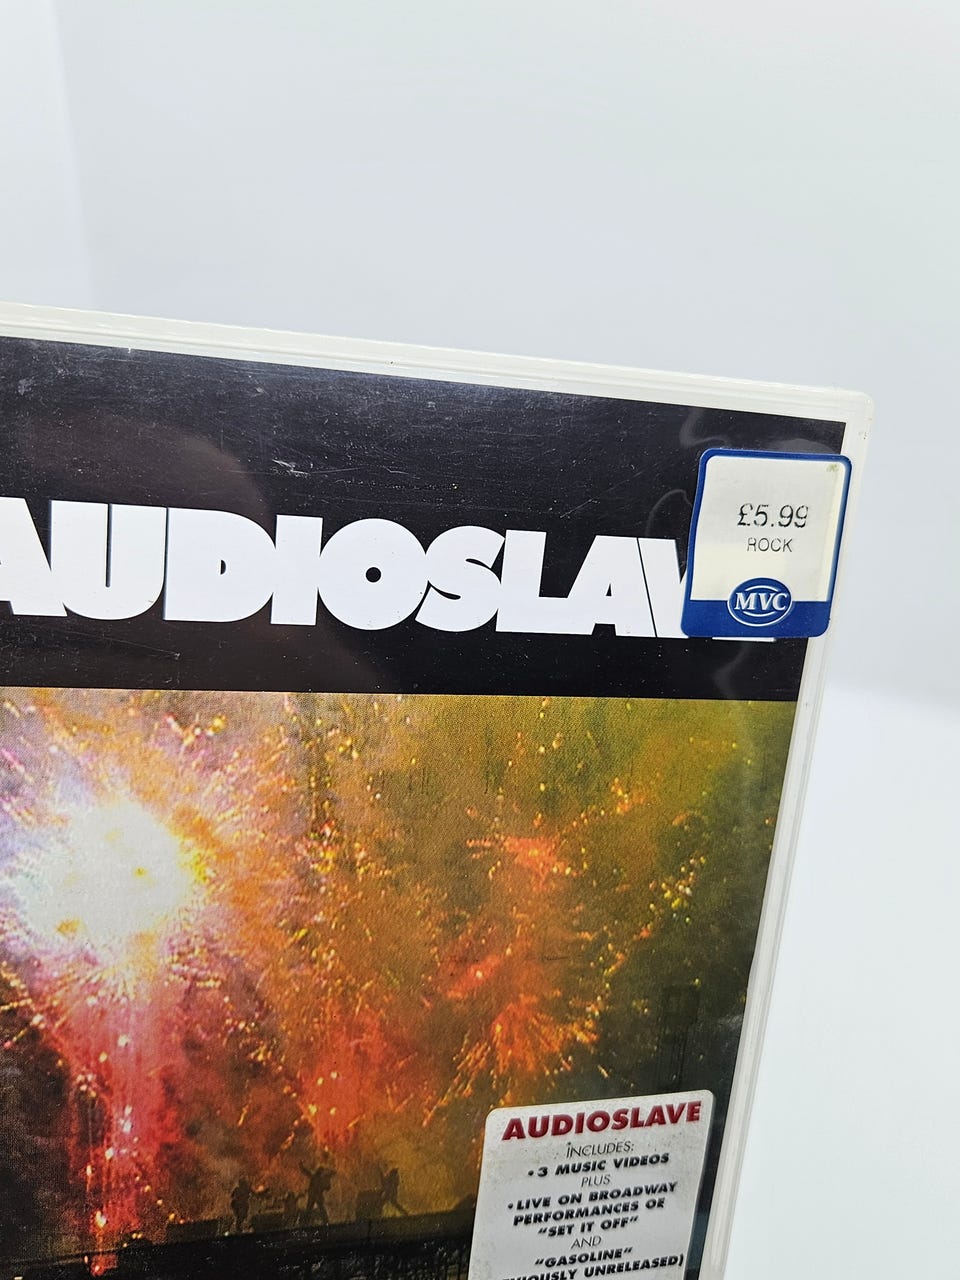 £5.99
ROCK
MVC
AUDIOSLAV
AUDIOSLAVE
INCLUDES:
• 3 MUSIC VIDEOS
PLUS
• LIVE ON BROADWAY
PERFORMANCES OF
"SET IT OFF"
AND
"GASOLINE"
VIOUSLY UNRELEASED)